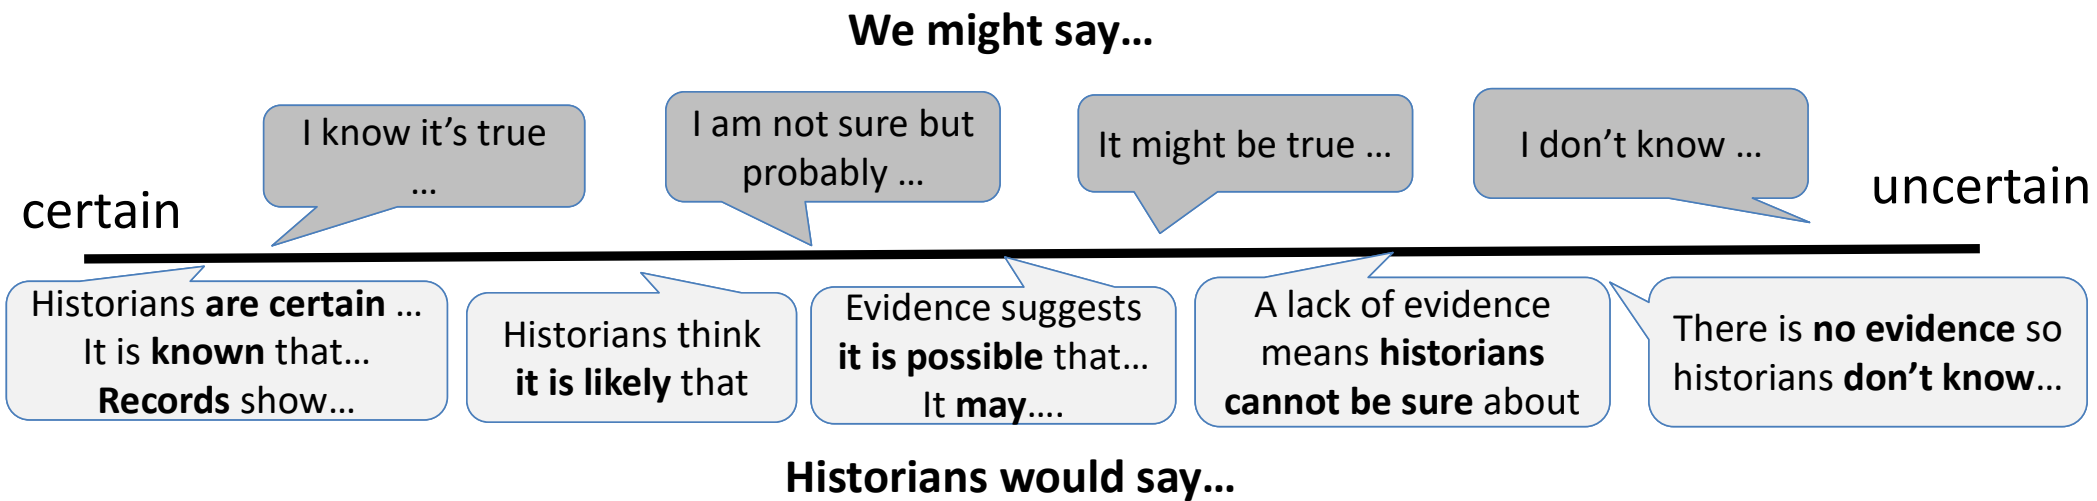 We might say…
I know it's true
…
I am not sure but
probably …
It might be true …
I don’t know …
certain
uncertain
Historians are certain …
It is known that…
Records show…
Historians think
it is likely that
Evidence suggests
it is possible that…
It may….
A lack of evidence
means historians
cannot be sure about
There is no evidence so
historians don’t know…
Historians would say…